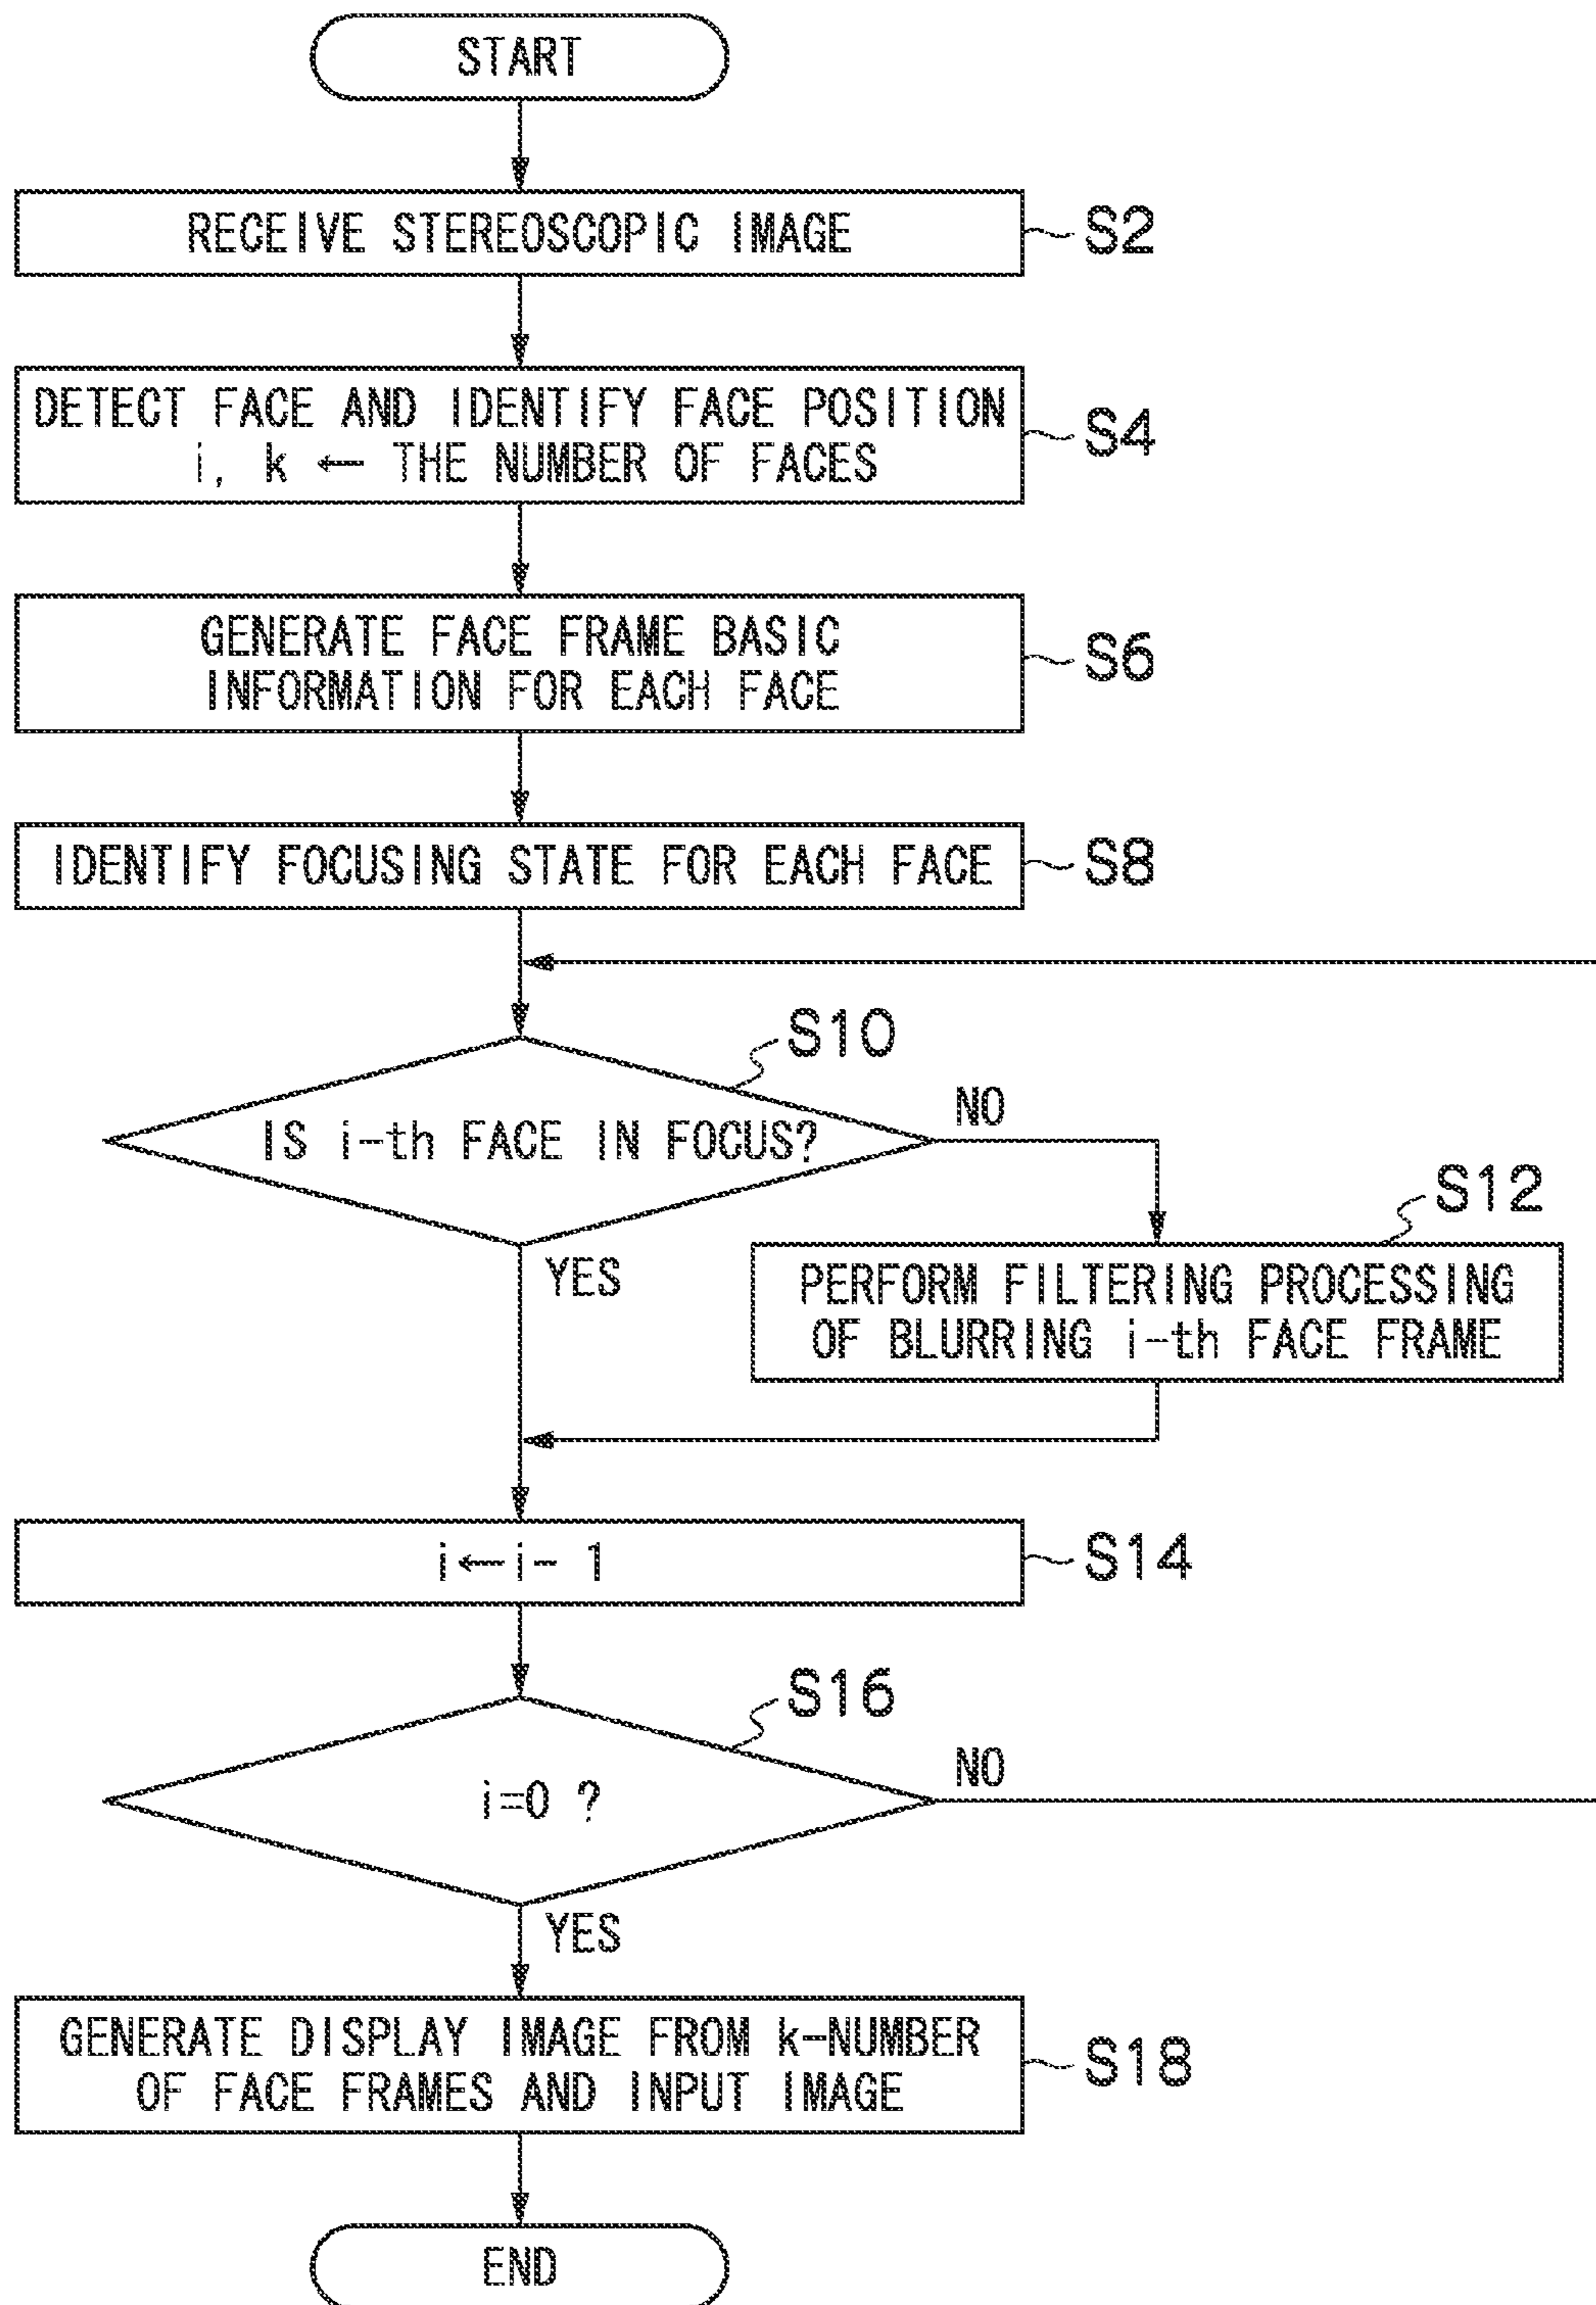 START
RECEIVE STEREOSCOPIC IMAGE
S2
DETECT FACE AND IDENTIFY FACE POSITION
i, k ← THE NUMBER OF FACES
S4
GENERATE FACE FRAME BASIC
INFORMATION FOR EACH FACE
S6
IDENTIFY FOCUSING STATE FOR EACH FACE
S8
S10
IS i-th FACE IN FOCUS?
NO
YES
S12
PERFORM FILTERING PROCESSING
OF BLURRING i-th FACE FRAME
i←i- 1
S14
S16
i=0 ?
NO
YES
GENERATE DISPLAY IMAGE FROM k-NUMBER
OF FACE FRAMES AND INPUT IMAGE
S18
END